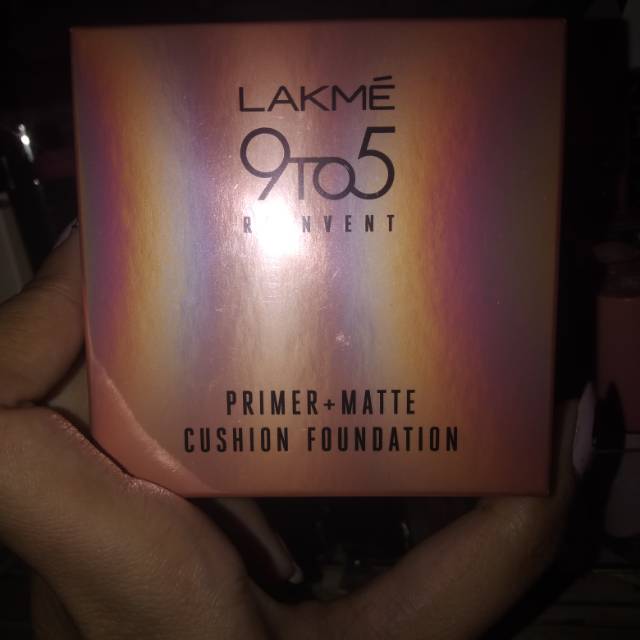 LAKMÉ
9TO5
REINVENT
PRIMER+MATTE
CUSHION FOUNDATION